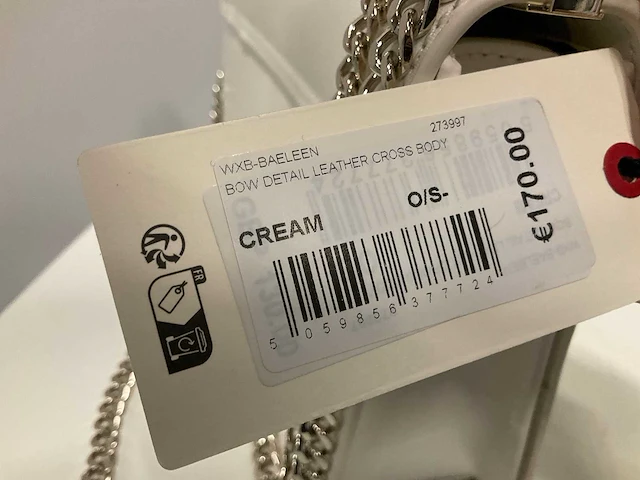 273997
WXB-BAELEEN
BOW DETAIL LEATHER CROSS BODY
O/S-
CREAM
€170.00
5 059856 377724
FR